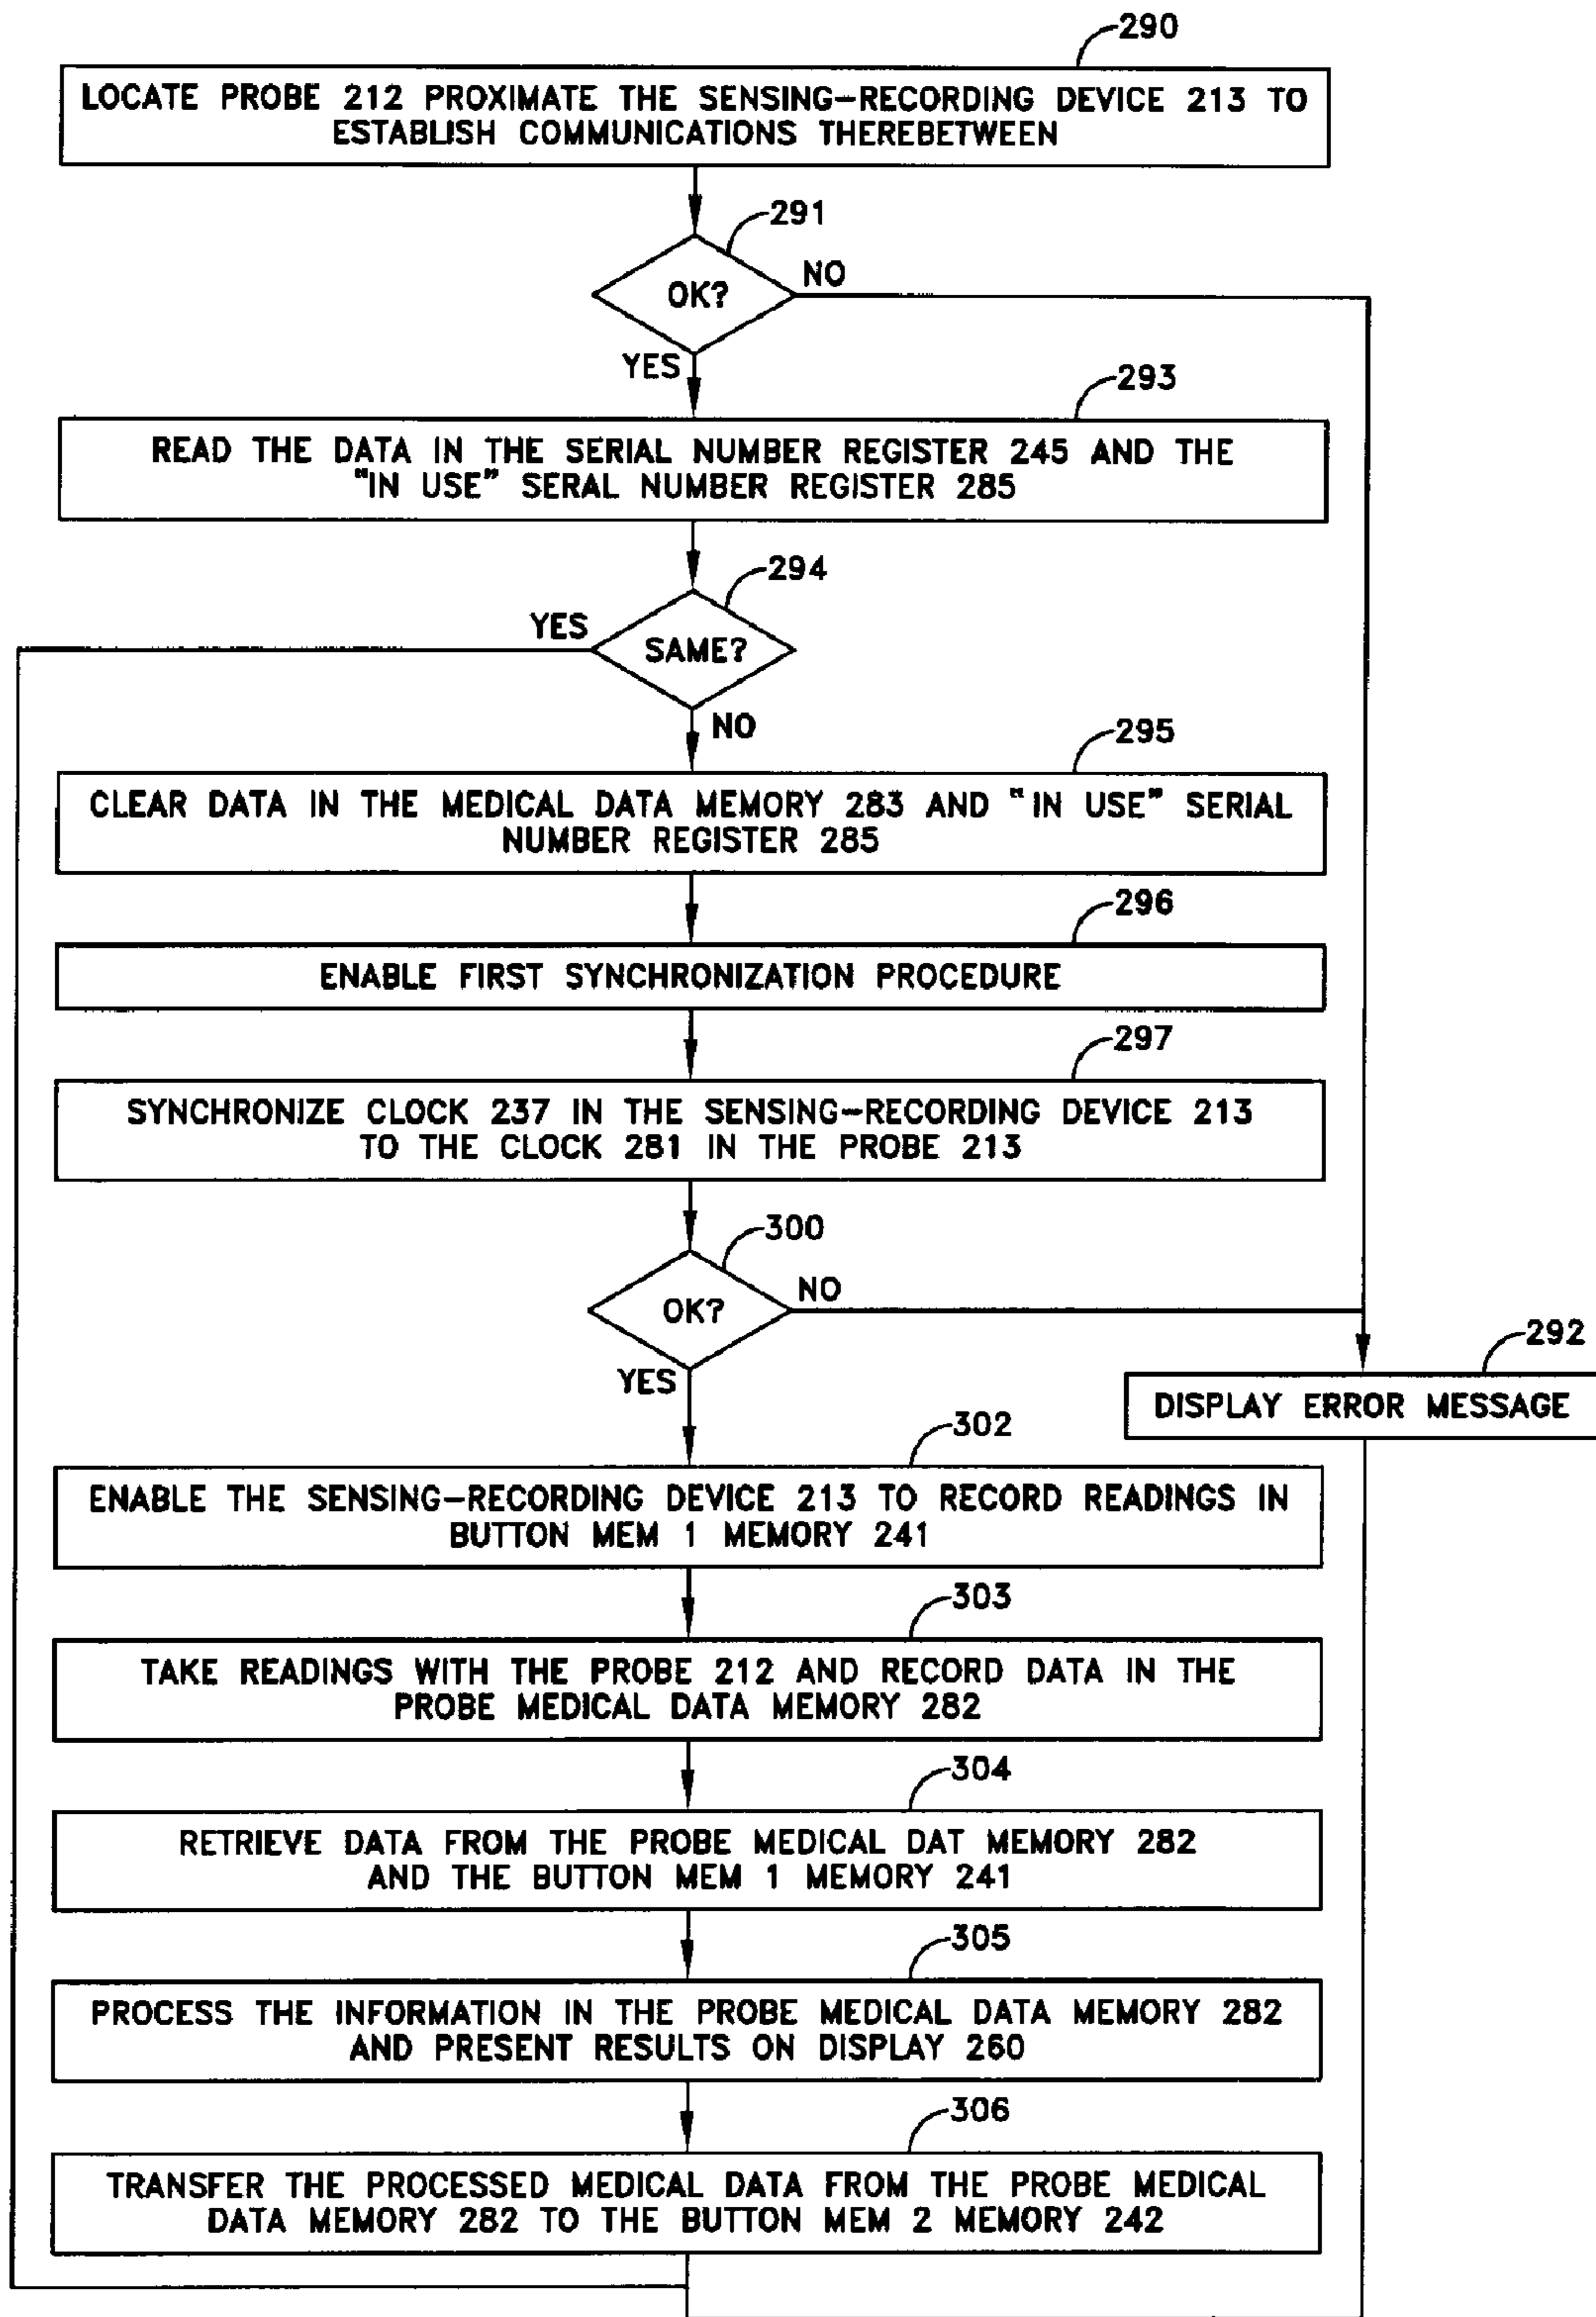 290
LOCATE PROBE 212 PROXIMATE THE SENSING-RECORDING DEVICE 213 TO
ESTABLISH COMMUNICATIONS THEREBETWEEN
291
OK?
NO
YES
293
READ THE DATA IN THE SERIAL NUMBER REGISTER 245 AND THE
"IN USE" SERAL NUMBER REGISTER 285
294
YES
SAME?
NO
295
CLEAR DATA IN THE MEDICAL DATA MEMORY 283 AND "IN USE" SERIAL
NUMBER REGISTER 285
296
ENABLE FIRST SYNCHRONIZATION PROCEDURE
297
SYNCHRONIZE CLOCK 237 IN THE SENSING-RECORDING DEVICE 213
TO THE CLOCK 281 IN THE PROBE 213
300
OK?
NO
YES
292
DISPLAY ERROR MESSAGE
302
ENABLE THE SENSING-RECORDING DEVICE 213 TO RECORD READINGS IN
BUTTON MEM 1 MEMORY 241
303
TAKE READINGS WITH THE PROBE 212 AND RECORD DATA IN THE
PROBE MEDICAL DATA MEMORY 282
304
RETRIEVE DATA FROM THE PROBE MEDICAL DAT MEMORY 282
AND THE BUTTON MEM 1 MEMORY 241
305
PROCESS THE INFORMATION IN THE PROBE MEDICAL DATA MEMORY 282
AND PRESENT RESULTS ON DISPLAY 260
306
TRANSFER THE PROCESSED MEDICAL DATA FROM THE PROBE MEDICAL
DATA MEMORY 282 TO THE BUTTON MEM 2 MEMORY 242